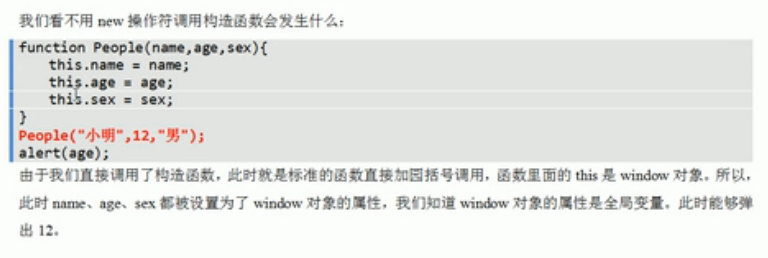 我们看不用 new 操作符调用构造函数会发生什么：
function People(name,age,sex){
    this.name = name;
    this.age = age;
    this.sex = sex;
}
People("小明",12,"男");
alert(age);
由于我们直接调用了构造函数，此时就是标准的函数直接加圆括号调用，函数里面的 this 是 window 对象。所以，
此时 name、age、sex 都被设置为了 window 对象的属性，我们知道 window 对象的属性是全局变量。此时能够弹
出 12。